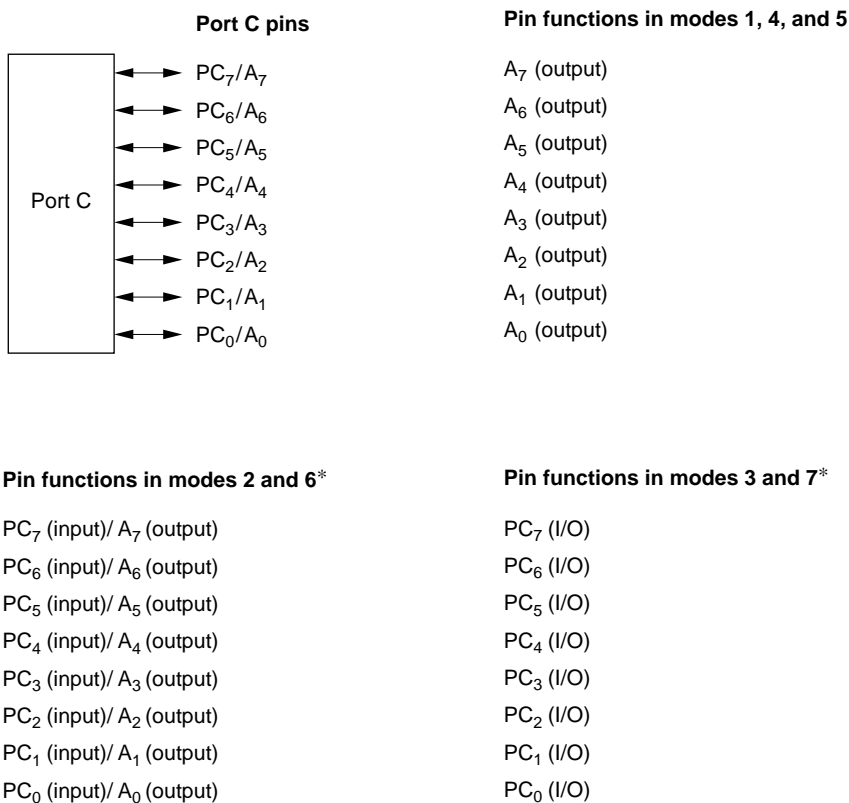 Port C pins
Pin functions in modes 1, 4, and 5
Port C
PC₇/A₇
A₇ (output)
PC₆/A₆
A₆ (output)
PC₅/A₅
A₅ (output)
PC₄/A₄
A₄ (output)
PC₃/A₃
A₃ (output)
PC₂/A₂
A₂ (output)
PC₁/A₁
A₁ (output)
PC₀/A₀
A₀ (output)
Pin functions in modes 2 and 6*
PC₇ (input)/ A₇ (output)
PC₆ (input)/ A₆ (output)
PC₅ (input)/ A₅ (output)
PC₄ (input)/ A₄ (output)
PC₃ (input)/ A₃ (output)
PC₂ (input)/ A₂ (output)
PC₁ (input)/ A₁ (output)
PC₀ (input)/ A₀ (output)
Pin functions in modes 3 and 7*
PC₇ (I/O)
PC₆ (I/O)
PC₅ (I/O)
PC₄ (I/O)
PC₃ (I/O)
PC₂ (I/O)
PC₁ (I/O)
PC₀ (I/O)